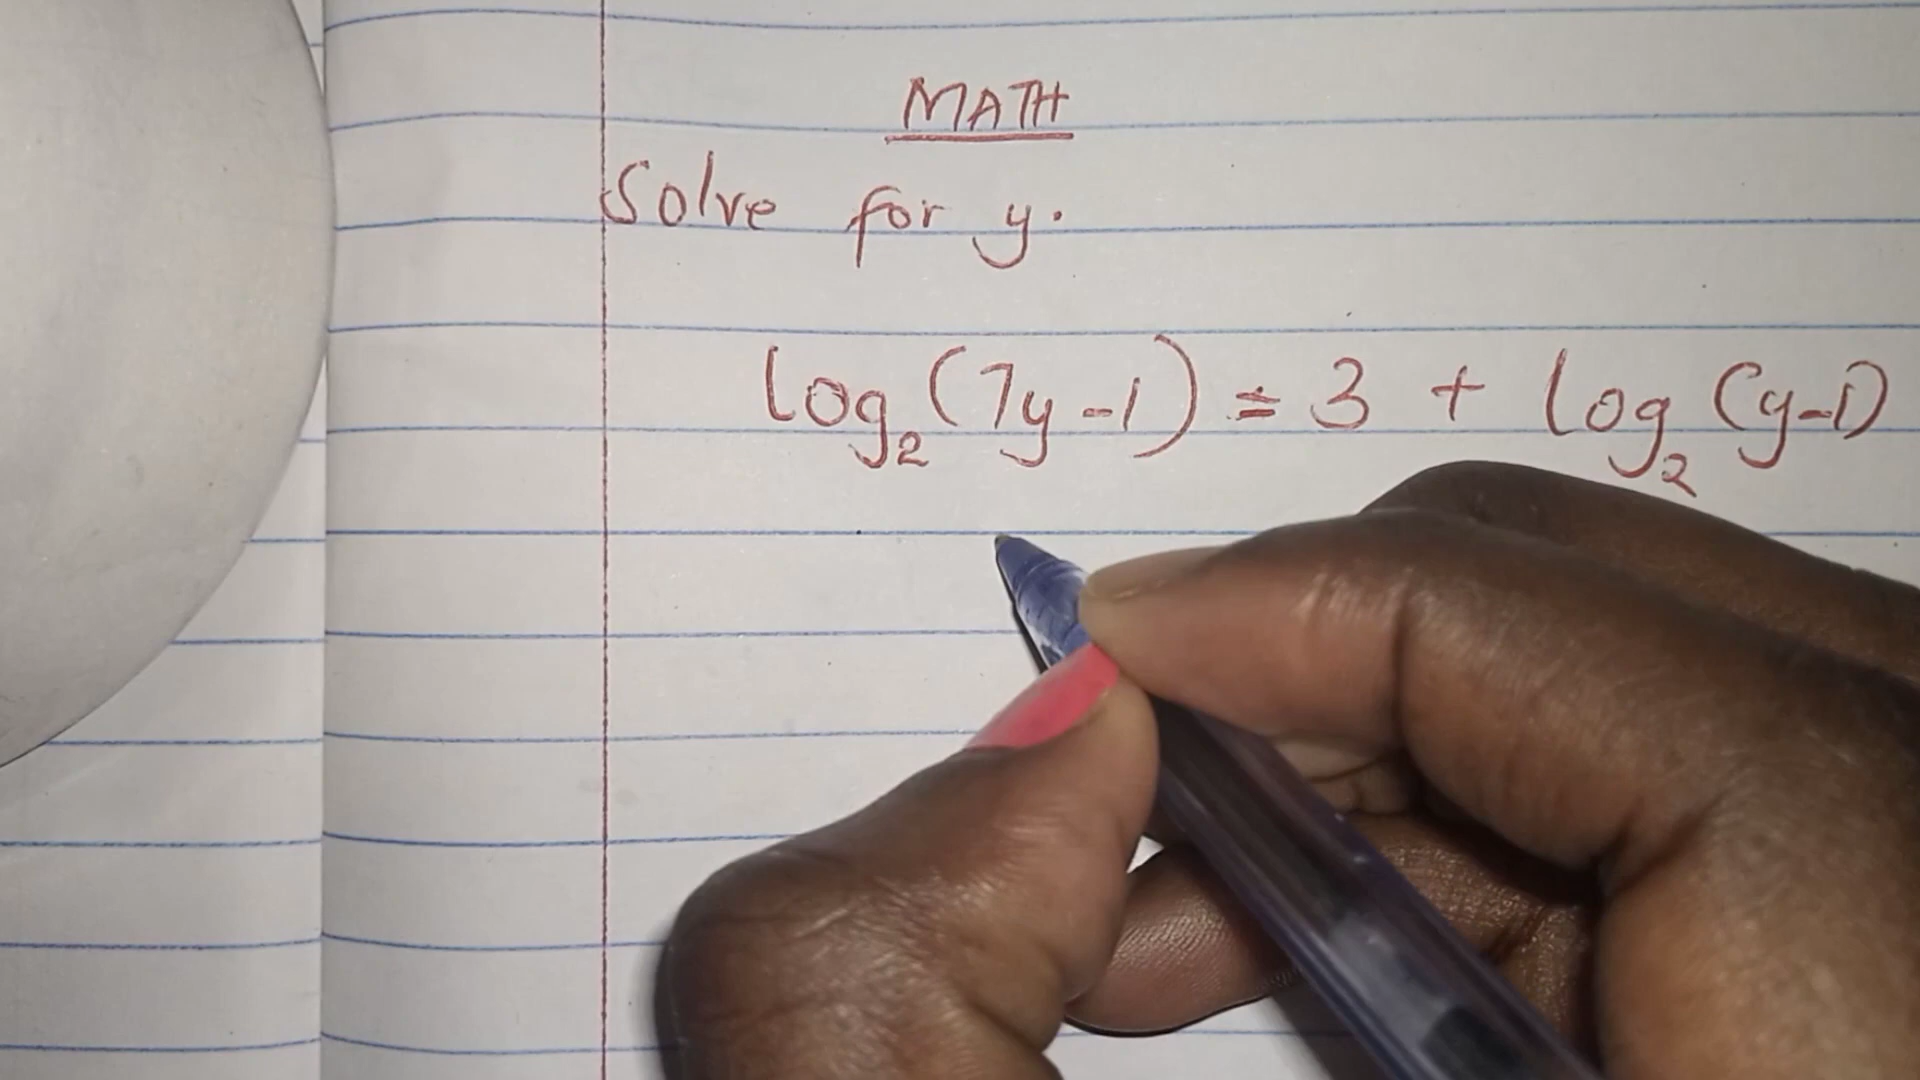 MATH
Solve for y.
log₂(7y-1) = 3 + log₂(y-1)